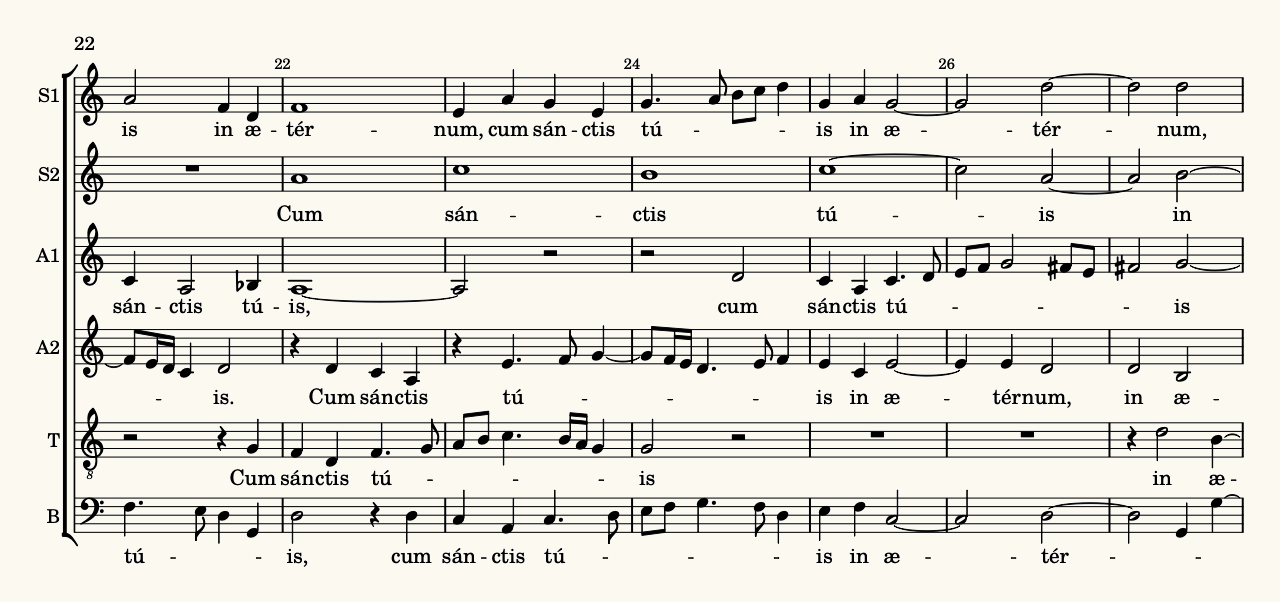 22
22 24 26
S1
is in æ - tér - num, cum sán - ctis tú - - - - is in æ - - tér - num,
S2
Cum sán - - ctis tú - - is in
A1
sán - ctis tú - is, cum sánctis tú - - - - - is
A2
- - is. Cum sánctis tú - - - - - - is in æ - térnum, in æ -
T
8
Cum sánctis tú - - - - - - is in æ -
B
tú - - - is, cum sán - ctis tú - - - - - - is in æ - - tér - - -